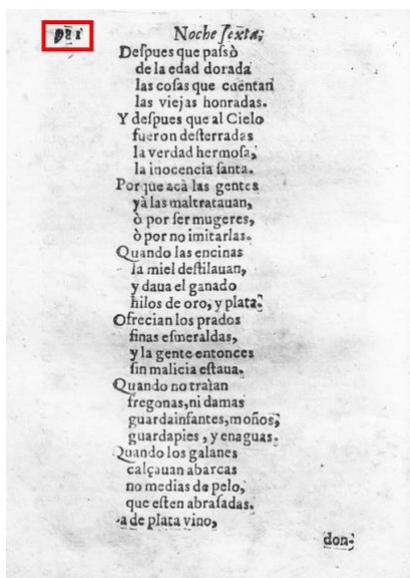 Noche ſexta;
Deſpues que paſsò
de la edad dorada
las coſas que cuentan
las viejas honradas.
Y deſpues que al Cielo
fueron deſterradas
la verdad hermoſa,
la inocencia ſanta.
Porque acà las gentes
yà las maltratauan,
ò por ſer mugeres,
ò por no imitarlas.
Quando las encinas
la miel deſtilauan,
y daua el ganado
hilos de oro, y plata:
Ofrecian los prados
finas eſmeraldas,
y la gente entonces
ſin malicia eſtaua.
Quando no traìan
fregonas,ni damas
guardainfantes,moños,
guardapies, y enaguas.
Quando los galanes
calçauan abarcas
no medias de pelo,
que eſten abraſadas.
a de plata vino,
don-